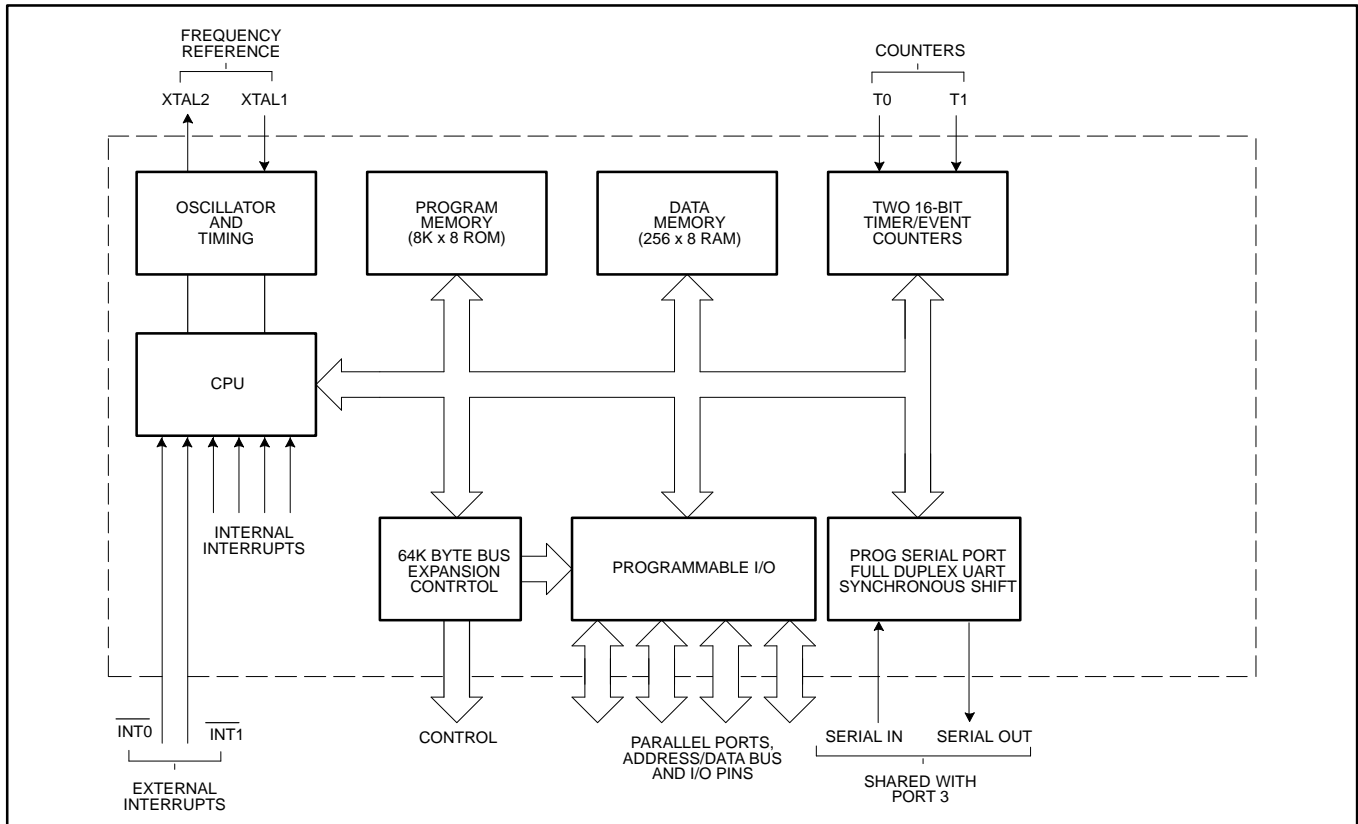 FREQUENCY
REFERENCE
COUNTERS
XTAL2
XTAL1
T0
T1
OSCILLATOR
AND
TIMING
PROGRAM
MEMORY
(8K x 8 ROM)
DATA
MEMORY
(256 x 8 RAM)
TWO 16-BIT
TIMER/EVENT
COUNTERS
CPU
INTERNAL
INTERRUPTS
64K BYTE BUS
EXPANSION
CONTRTOL
PROGRAMMABLE I/O
PROG SERIAL PORT
FULL DUPLEX UART
SYNCHRONOUS SHIFT
INT0
INT1
EXTERNAL
INTERRUPTS
CONTROL
PARALLEL PORTS,
ADDRESS/DATA BUS
AND I/O PINS
SERIAL IN
SERIAL OUT
SHARED WITH
PORT 3